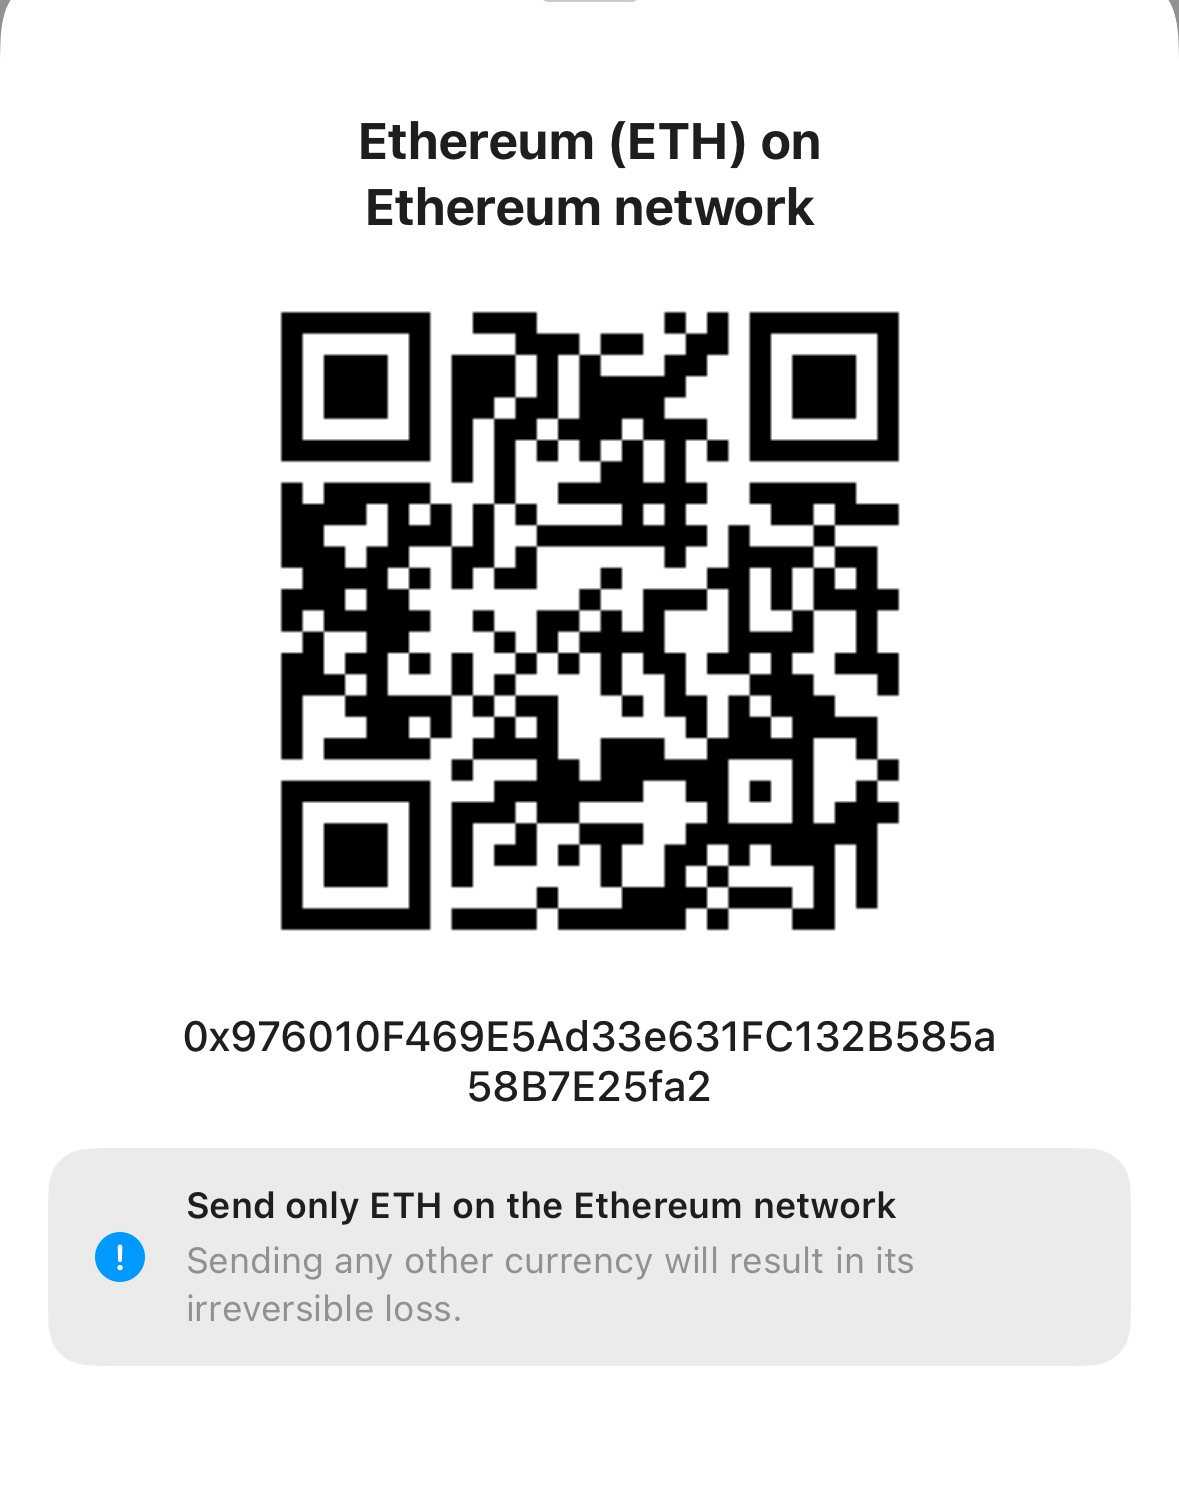 Ethereum (ETH) on
Ethereum network
0x976010F469E5Ad33e631FC132B585a
58B7E25fa2
Send only ETH on the Ethereum network
Sending any other currency will result in its
irreversible loss.